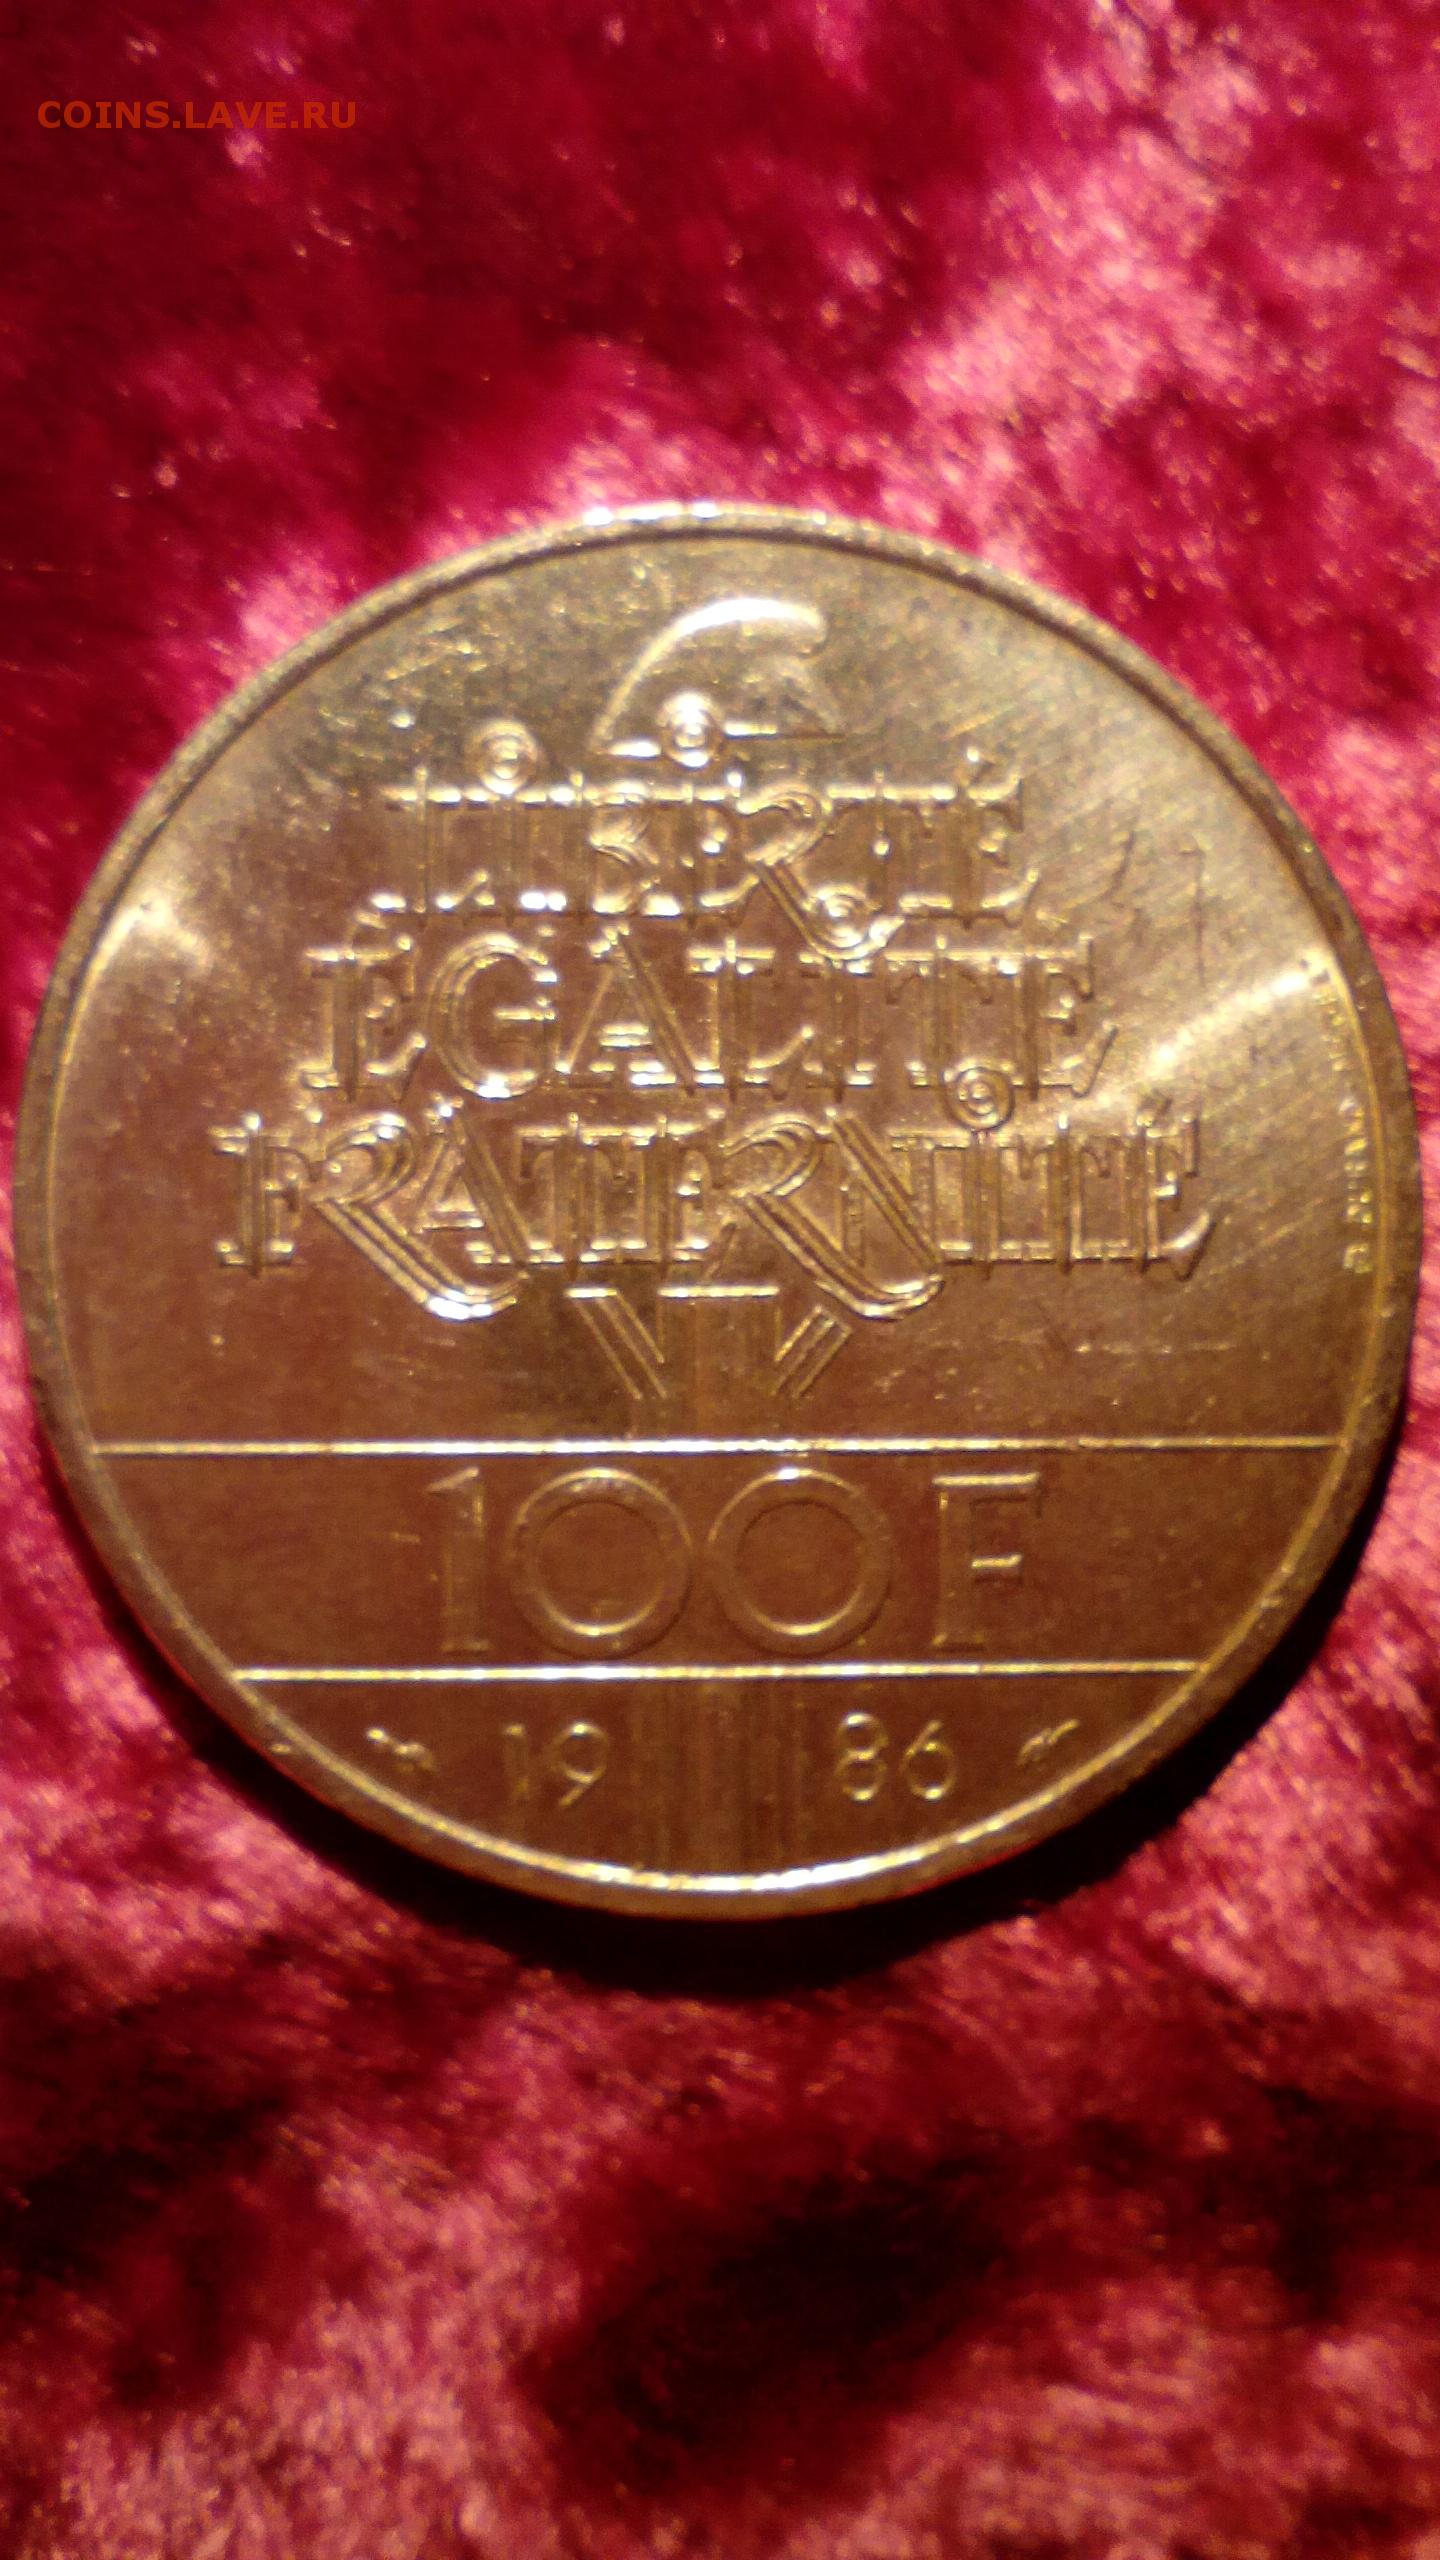 COINS.LAVE.RU
LIBERTÉ
ÉGALITÉ
FRATERNITÉ
100 F
19 86